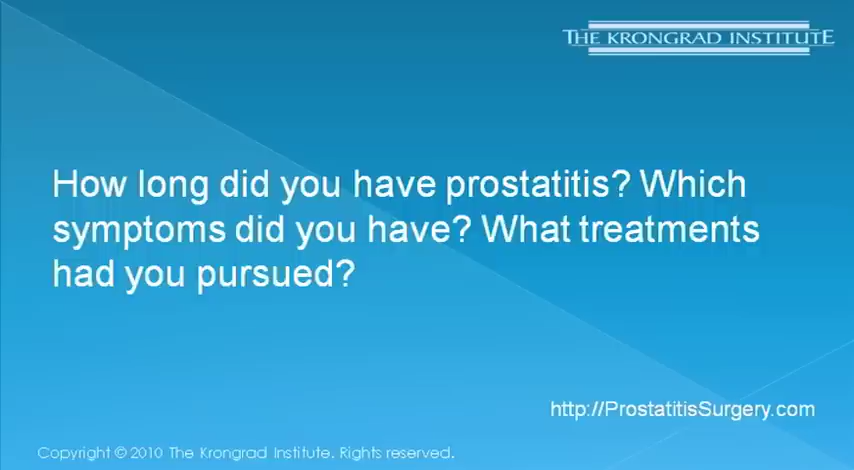 THE KRONGRAD INSTITUTE
How long did you have prostatitis? Which
symptoms did you have? What treatments
had you pursued?
http://ProstatitisSurgery.com
Copyright © 2010 The Krongrad Institute. Rights reserved.